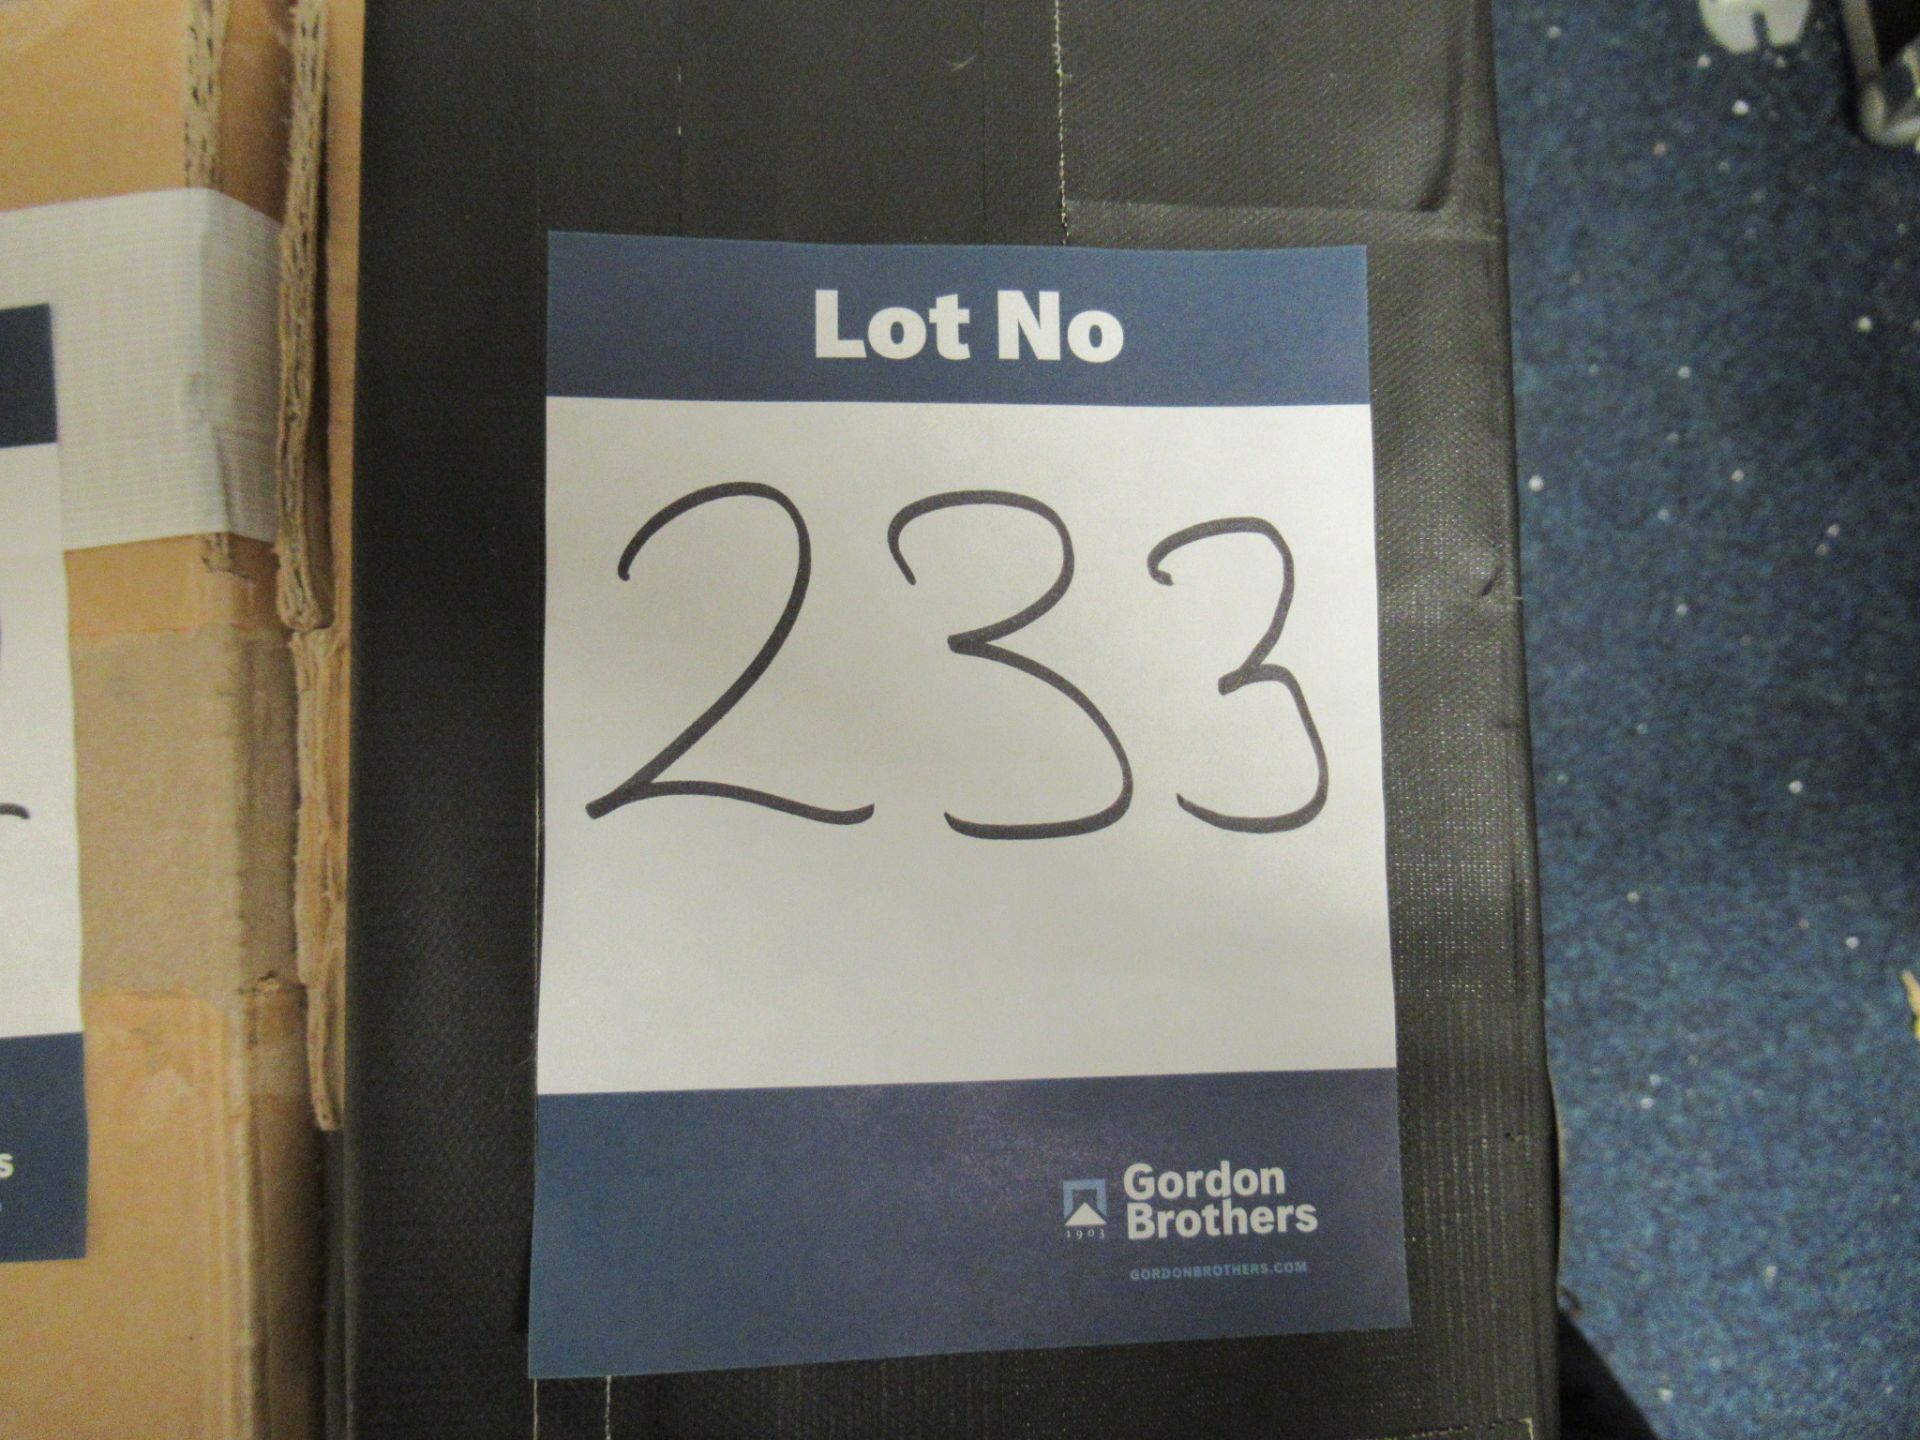 Lot No
233
Gordon
Brothers
1903
GORDONBROTHERS.COM
s